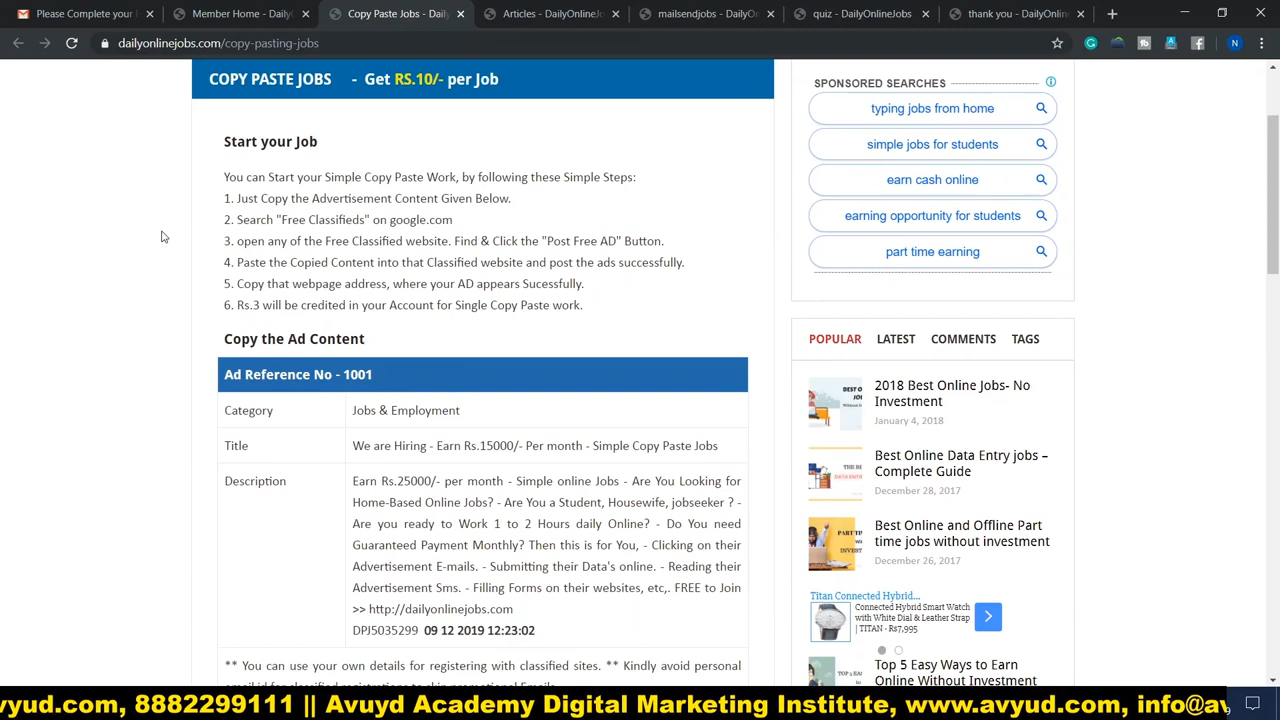 Please Complete your
Member Home - DailyOn
Copy Paste Jobs - Daily
Articles - DailyOnlineJo
mailsendjobs - DailyOn
quiz - DailyOnlineJobs
thank you - DailyOnline
dailyonlinejobs.com/copy-pasting-jobs
N
COPY PASTE JOBS - Get RS.10/- per Job
Start your Job
You can Start your Simple Copy Paste Work, by following these Simple Steps:
1. Just Copy the Advertisement Content Given Below.
2. Search "Free Classifieds" on google.com
3. open any of the Free Classified website. Find & Click the "Post Free AD" Button.
4. Paste the Copied Content into that Classified website and post the ads successfully.
5. Copy that webpage address, where your AD appears Sucessfully.
6. Rs.3 will be credited in your Account for Single Copy Paste work.
Copy the Ad Content
Ad Reference No - 1001
Category Jobs & Employment
Title We are Hiring - Earn Rs.15000/- Per month - Simple Copy Paste Jobs
Description Earn Rs.25000/- per month - Simple online Jobs - Are You Looking for
Home-Based Online Jobs? - Are You a Student, Housewife, jobseeker ? -
Are you ready to Work 1 to 2 Hours daily Online? - Do You need
Guaranteed Payment Monthly? Then this is for You, - Clicking on their
Advertisement E-mails. - Submitting their Data's online. - Reading their
Advertisement Sms. - Filling Forms on their websites, etc,. FREE to Join
>> http://dailyonlinejobs.com
DPJ5035299 09 12 2019 12:23:02
** You can use your own details for registering with classified sites. ** Kindly avoid personal
SPONSORED SEARCHES
typing jobs from home
simple jobs for students
earn cash online
earning opportunity for students
part time earning
POPULAR LATEST COMMENTS TAGS
2018 Best Online Jobs- No
Investment
January 4, 2018
Best Online Data Entry jobs –
Complete Guide
December 28, 2017
Best Online and Offline Part
time jobs without investment
December 26, 2017
Titan Connected Hybrid...
Connected Hybrid Smart Watch
with White Dial & Leather Strap
| TITAN - Rs7,995
Top 5 Easy Ways to Earn
Online Without Investment
vyud.com, 8882299111 || Avuyd Academy Digital Marketing Institute, www.avyud.com, info@av